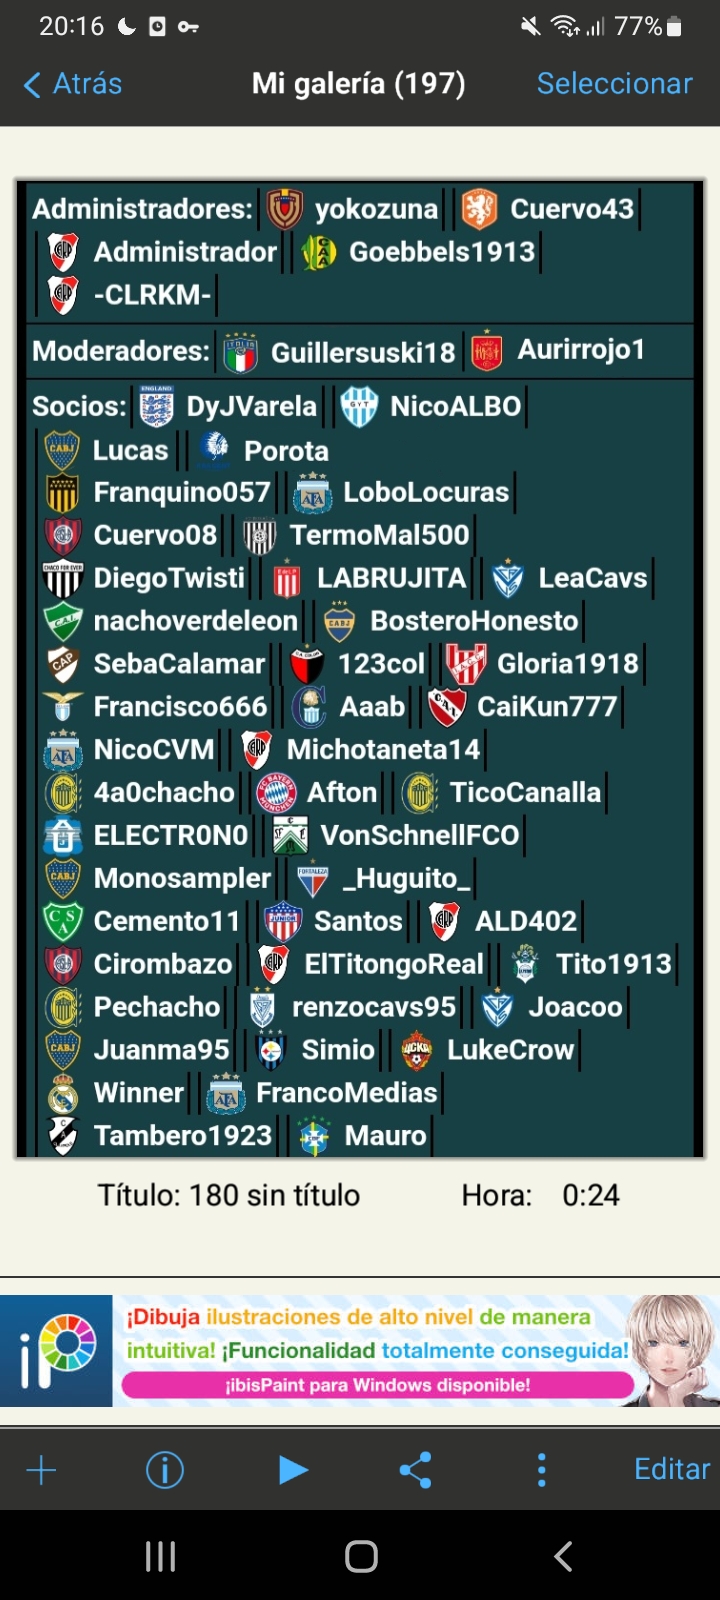 20:16 77%
Atrás Mi galería (197) Seleccionar
Administradores: yokozuna Cuervo43
Administrador Goebbels1913
-CLRKM-
Moderadores: Guillersuski18 Aurirrojo1
Socios: DyJVarela NicoALBO
Lucas Porota
Franquino057 LoboLocuras
Cuervo08 TermoMal500
DiegoTwisti LABRUJITA LeaCavs
nachoverdeleon BosteroHonesto
SebaCalamar 123col Gloria1918
Francisco666 Aaab CaiKun777
NicoCVM Michotaneta14
4a0chacho Afton TicoCanalla
ELECTR0N0 VonSchnellFCO
Monosampler _Huguito_
Cemento11 Santos ALD402
Cirombazo ElTitongoReal Tito1913
Pechacho renzocavs95 Joacoo
Juanma95 Simio LukeCrow
Winner FrancoMedias
Tambero1923 Mauro
Título: 180 sin título Hora: 0:24
¡Dibuja ilustraciones de alto nivel de manera
intuitiva! ¡Funcionalidad totalmente conseguida!
¡ibisPaint para Windows disponible!
Editar